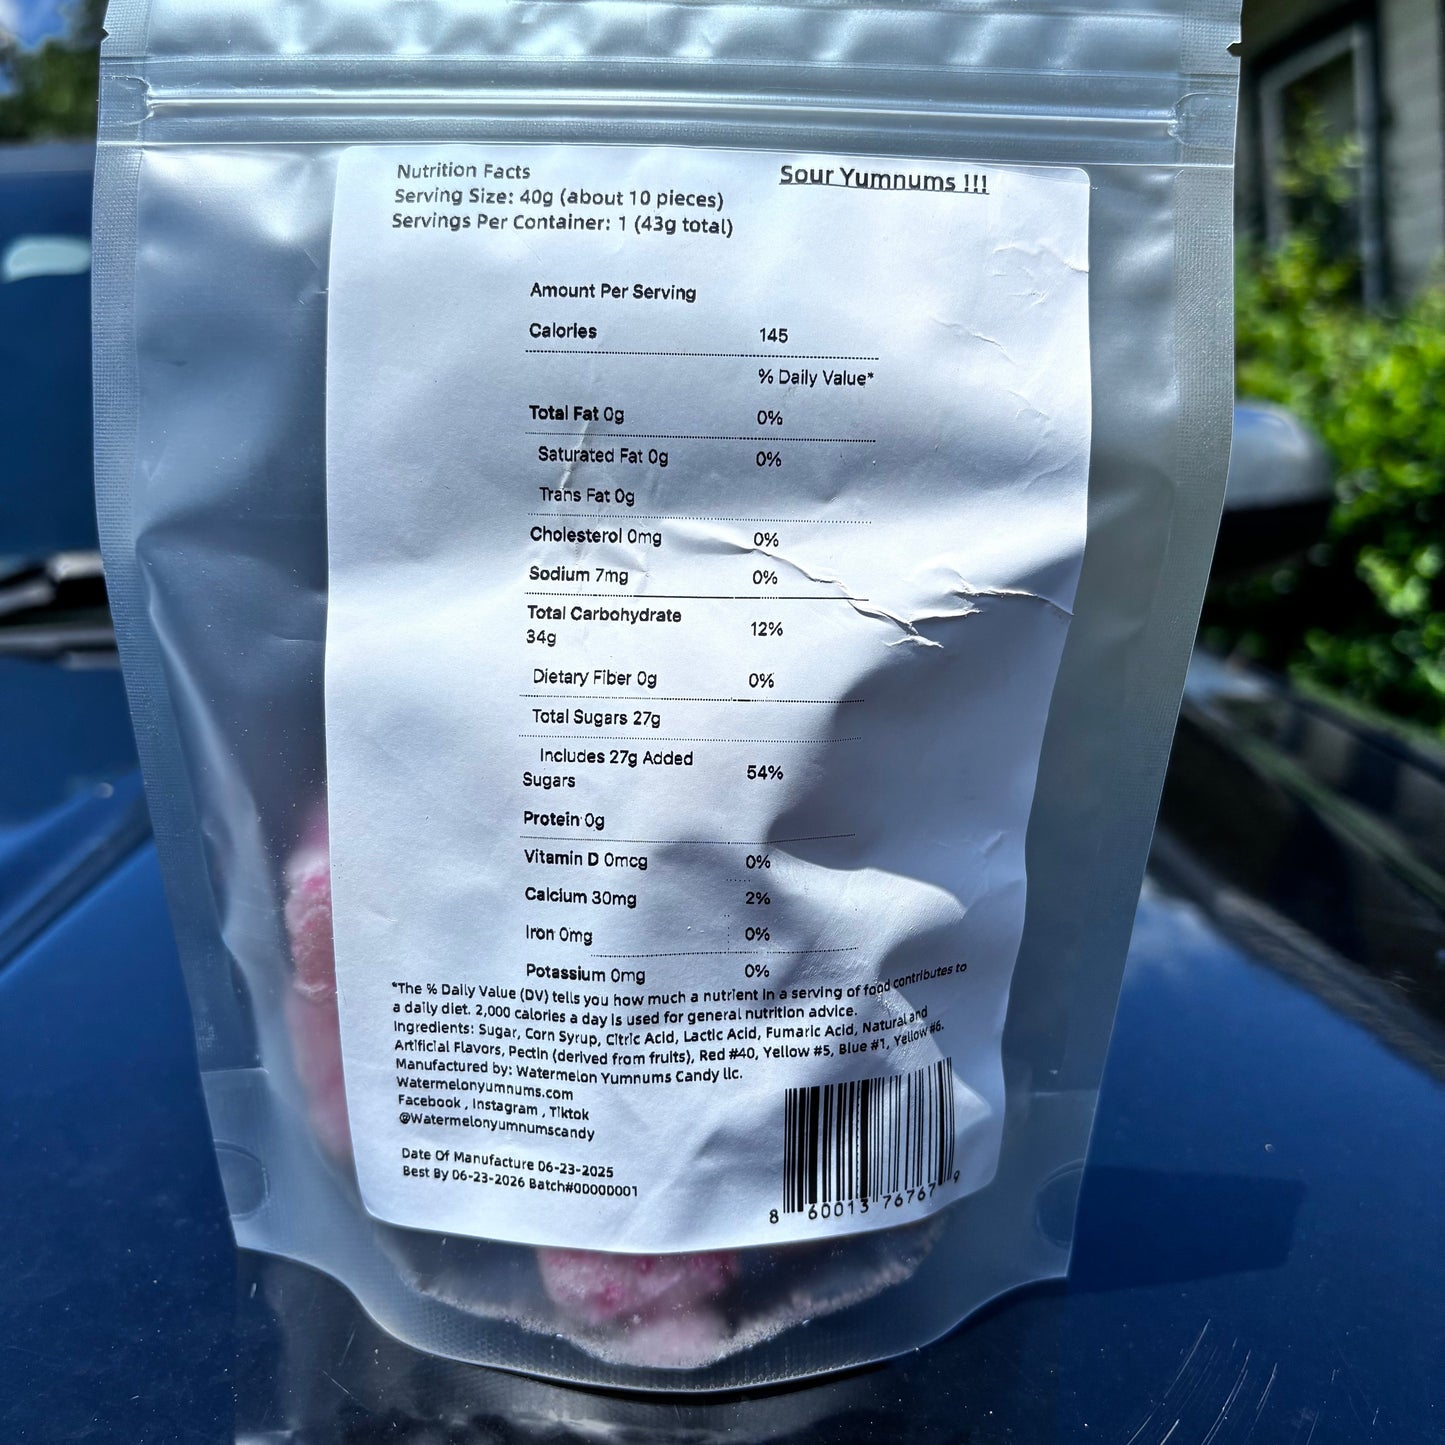 Nutrition Facts
Sour Yumnums !!!
Serving Size: 40g (about 10 pieces)
Servings Per Container: 1 (43g total)
Amount Per Serving
Calories 145
% Daily Value*
Total Fat 0g 0%
Saturated Fat 0g 0%
Trans Fat 0g
Cholesterol 0mg 0%
Sodium 7mg 0%
Total Carbohydrate
34g 12%
Dietary Fiber 0g 0%
Total Sugars 27g
Includes 27g Added
Sugars 54%
Protein 0g
Vitamin D 0mcg 0%
Calcium 30mg 2%
Iron 0mg 0%
Potassium 0mg 0%
*The % Daily Value (DV) tells you how much a nutrient in a serving of food contributes to
a daily diet. 2,000 calories a day is used for general nutrition advice.
Ingredients: Sugar, Corn Syrup, Citric Acid, Lactic Acid, Fumaric Acid, Natural and
Artificial Flavors, Pectin (derived from fruits), Red #40, Yellow #5, Blue #1, Yellow #6.
Manufactured by: Watermelon Yumnums Candy llc.
Watermelonyumnums.com
Facebook , Instagram , Tiktok
@Watermelonyumnumscandy
Date Of Manufacture 06-23-2025
Best By 06-23-2026 Batch#00000001
8 60013 76767 9